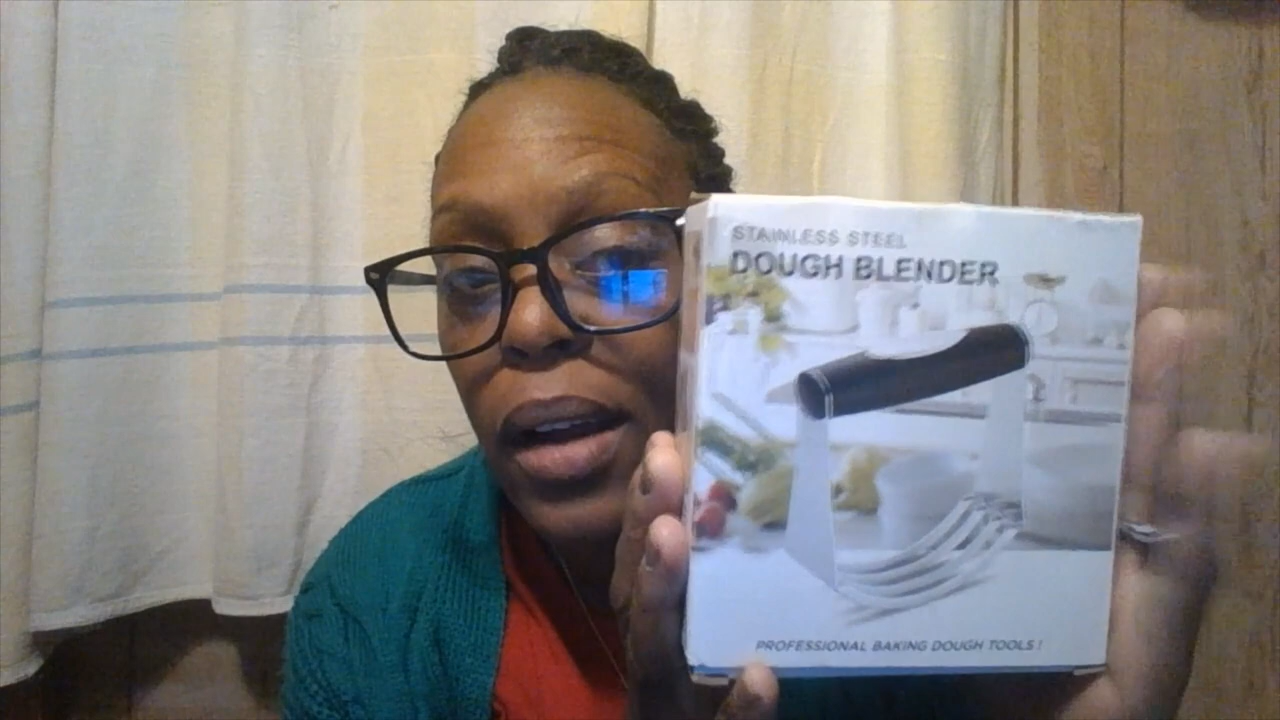 STAINLESS STEEL
DOUGH BLENDER
PROFESSIONAL BAKING DOUGH TOOLS !